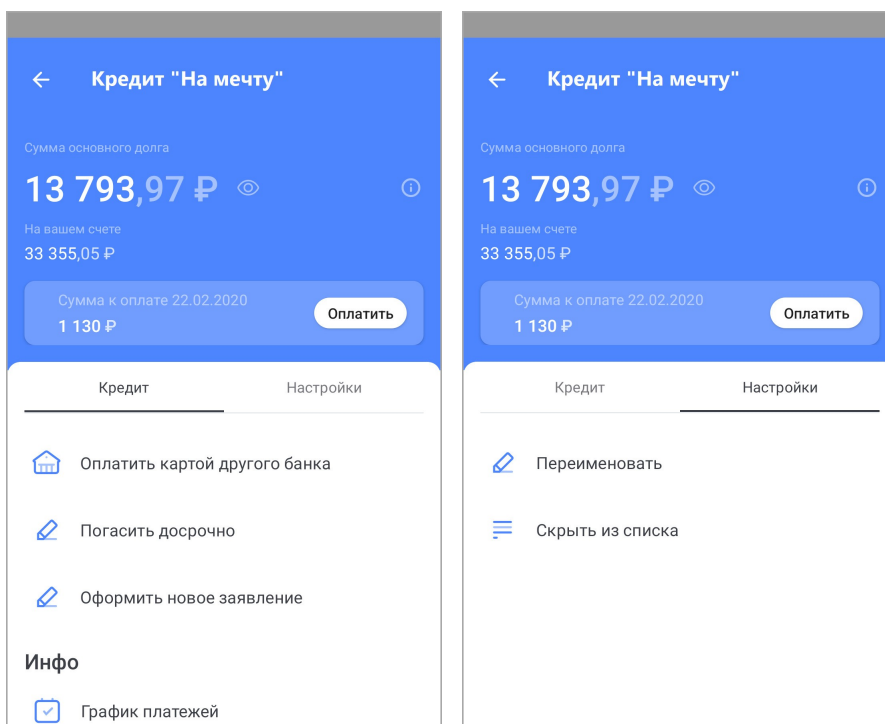 Кредит "На мечту"
Сумма основного долга
13 793,97 ₽
На вашем счете
33 355,05 ₽
Сумма к оплате 22.02.2020
1 130 ₽
Оплатить
Кредит Настройки
Оплатить картой другого банка
Погасить досрочно
Оформить новое заявление
Инфо
График платежей
Кредит "На мечту"
Сумма основного долга
13 793,97 ₽
На вашем счете
33 355,05 ₽
Сумма к оплате 22.02.2020
1 130 ₽
Оплатить
Кредит Настройки
Переименовать
Скрыть из списка